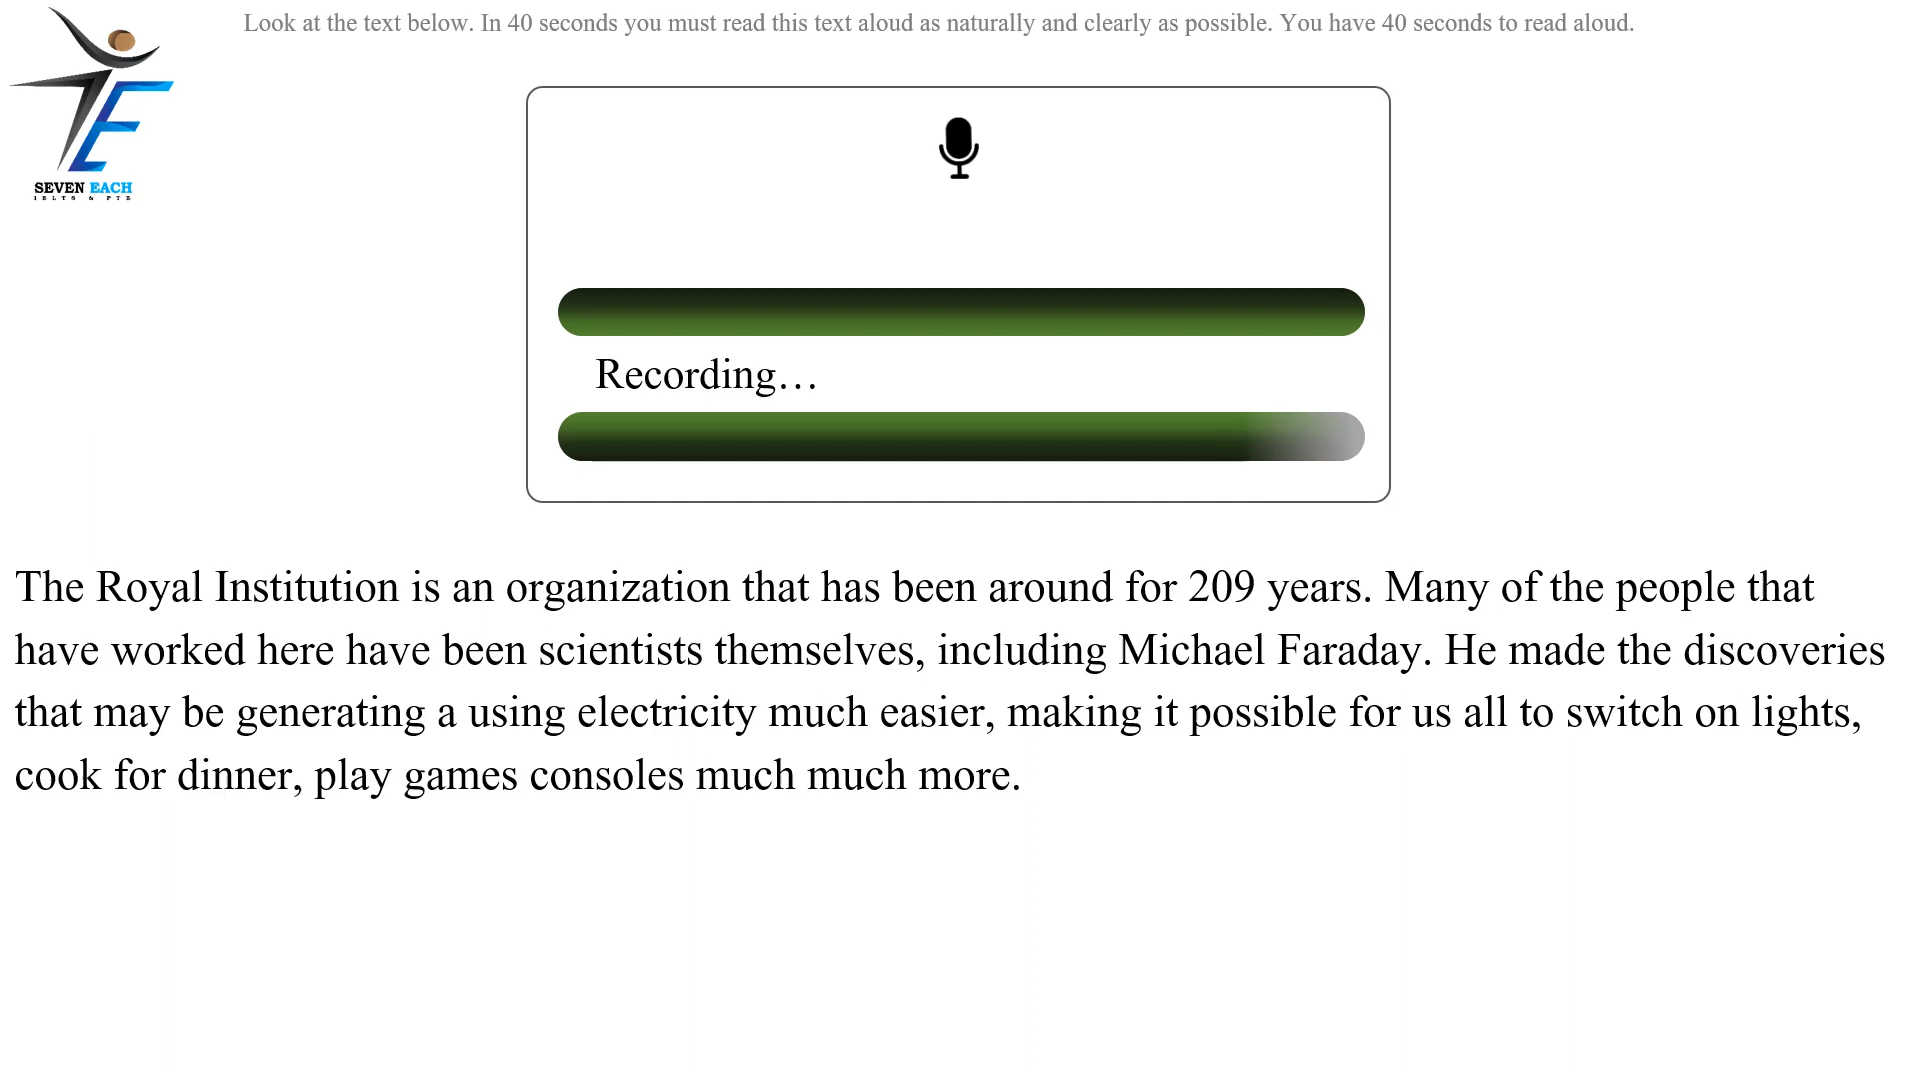 Look at the text below. In 40 seconds you must read this text aloud as naturally and clearly as possible. You have 40 seconds to read aloud.
SEVEN EACH
IELTS & PTE
Recording…
The Royal Institution is an organization that has been around for 209 years. Many of the people that
have worked here have been scientists themselves, including Michael Faraday. He made the discoveries
that may be generating a using electricity much easier, making it possible for us all to switch on lights,
cook for dinner, play games consoles much much more.